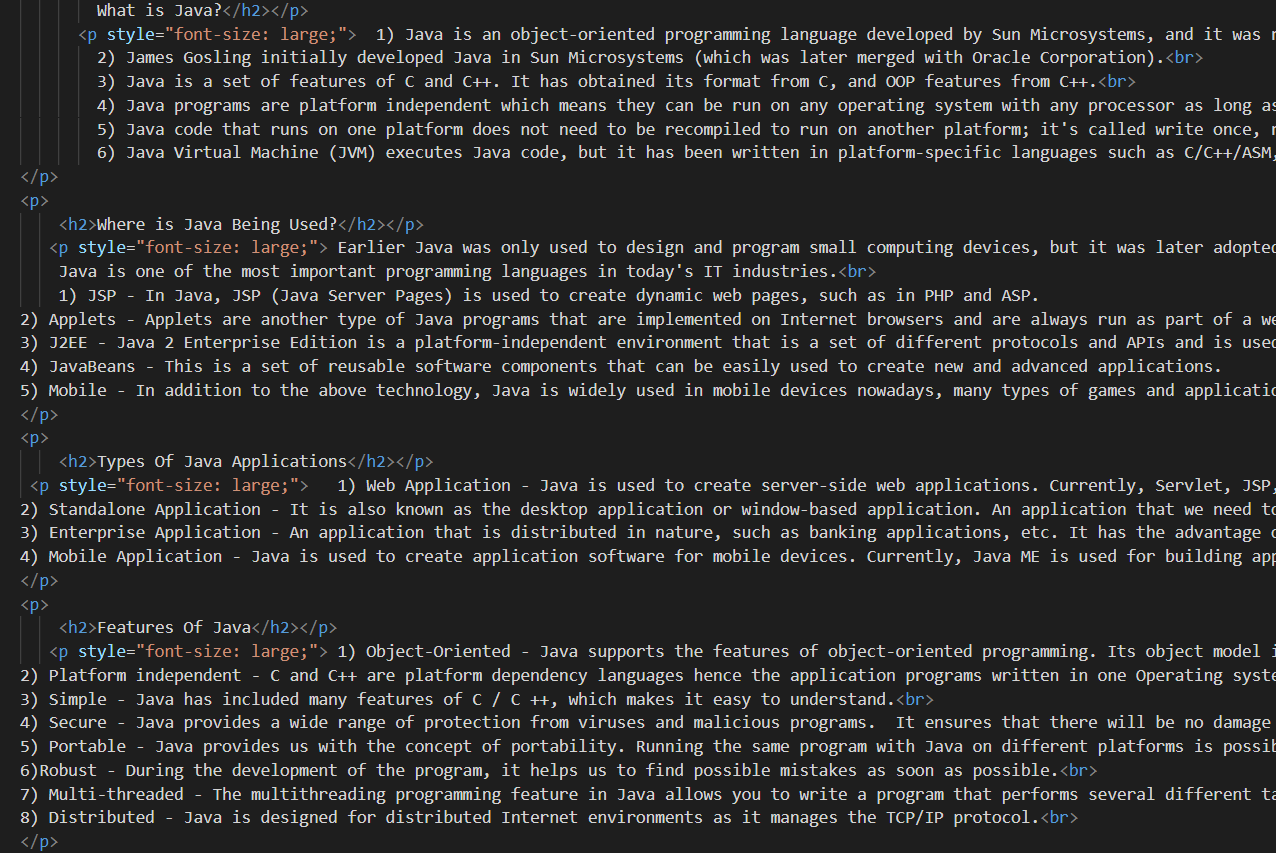 What is Java?</h2></p>
<p style="font-size: large;"> 1) Java is an object-oriented programming language developed by Sun Microsystems, and it was
2) James Gosling initially developed Java in Sun Microsystems (which was later merged with Oracle Corporation).<br>
3) Java is a set of features of C and C++. It has obtained its format from C, and OOP features from C++.<br>
4) Java programs are platform independent which means they can be run on any operating system with any processor as long as
5) Java code that runs on one platform does not need to be recompiled to run on another platform; it's called write once,
6) Java Virtual Machine (JVM) executes Java code, but it has been written in platform-specific languages such as C/C++/ASM,
</p>
<p>
<h2>Where is Java Being Used?</h2></p>
<p style="font-size: large;"> Earlier Java was only used to design and program small computing devices, but it was later adopted
Java is one of the most important programming languages in today's IT industries.<br>
1) JSP - In Java, JSP (Java Server Pages) is used to create dynamic web pages, such as in PHP and ASP.
2) Applets - Applets are another type of Java programs that are implemented on Internet browsers and are always run as part of a we
3) J2EE - Java 2 Enterprise Edition is a platform-independent environment that is a set of different protocols and APIs and is used
4) JavaBeans - This is a set of reusable software components that can be easily used to create new and advanced applications.
5) Mobile - In addition to the above technology, Java is widely used in mobile devices nowadays, many types of games and applicatio
</p>
<p>
<h2>Types Of Java Applications</h2></p>
<p style="font-size: large;"> 1) Web Application - Java is used to create server-side web applications. Currently, Servlet, JSP,
2) Standalone Application - It is also known as the desktop application or window-based application. An application that we need to
3) Enterprise Application - An application that is distributed in nature, such as banking applications, etc. It has the advantage o
4) Mobile Application - Java is used to create application software for mobile devices. Currently, Java ME is used for building app
</p>
<p>
<h2>Features Of Java</h2></p>
<p style="font-size: large;"> 1) Object-Oriented - Java supports the features of object-oriented programming. Its object model i
2) Platform independent - C and C++ are platform dependency languages hence the application programs written in one Operating syste
3) Simple - Java has included many features of C / C ++, which makes it easy to understand.<br>
4) Secure - Java provides a wide range of protection from viruses and malicious programs.  It ensures that there will be no damage
5) Portable - Java provides us with the concept of portability. Running the same program with Java on different platforms is possib
6)Robust - During the development of the program, it helps us to find possible mistakes as soon as possible.<br>
7) Multi-threaded - The multithreading programming feature in Java allows you to write a program that performs several different ta
8) Distributed - Java is designed for distributed Internet environments as it manages the TCP/IP protocol.<br>
</p>